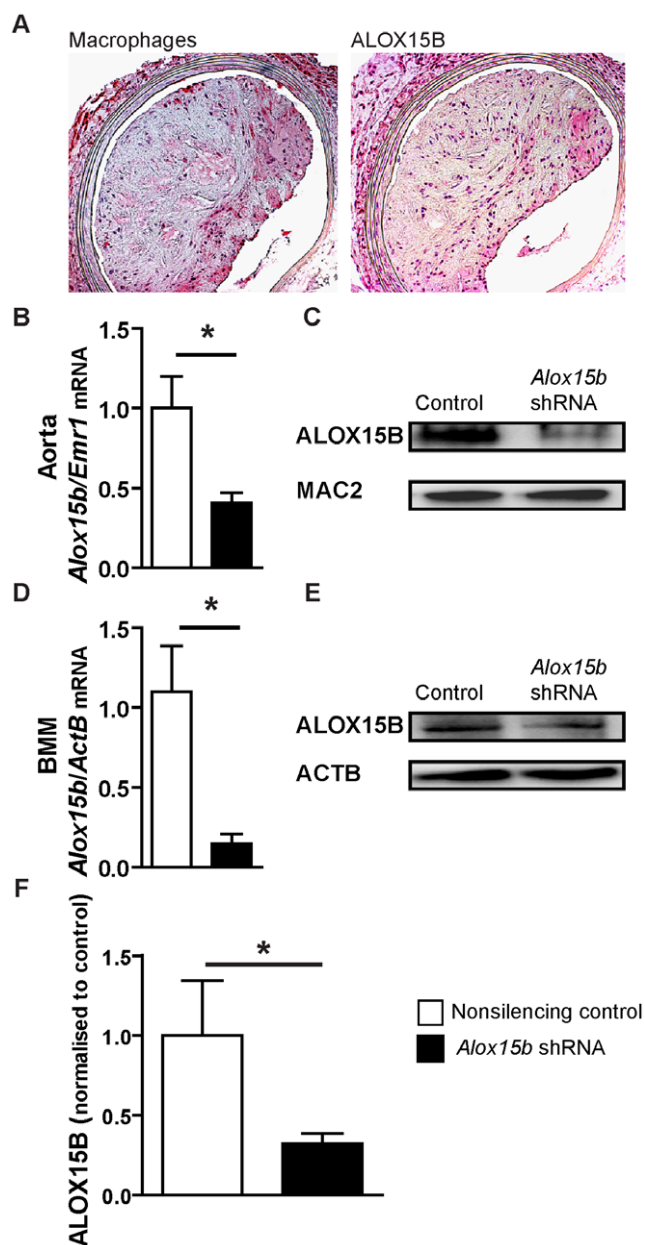 A
Macrophages
ALOX15B
B
Aorta
Alox15b/Emr1 mRNA
1.5
1.0
0.5
0.0
*
C
Control
Alox15b
shRNA
ALOX15B
MAC2
D
BMM
Alox15b/ActB mRNA
1.5
1.0
0.5
0.0
*
E
Control
Alox15b
shRNA
ALOX15B
ACTB
F
ALOX15B (normalised to control)
1.5
1.0
0.5
0.0
*
Nonsilencing control
Alox15b shRNA